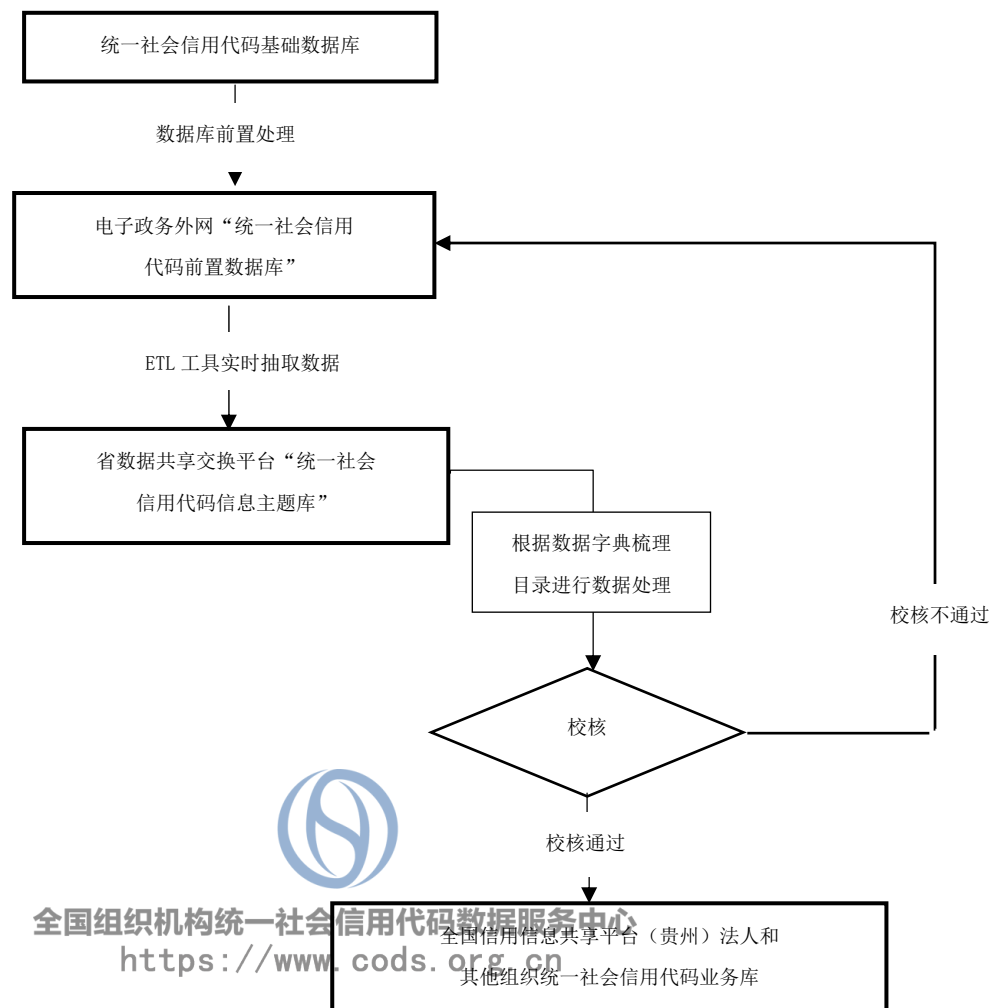 统一社会信用代码基础数据库
数据库前置处理
电子政务外网“统一社会信用
代码前置数据库”
ETL 工具实时抽取数据
省数据共享交换平台“统一社会
信用代码信息主题库”
根据数据字典梳理
目录进行数据处理
校核不通过
校核
校核通过
全国组织机构统一社会信用代码数据服务中心
全国信用信息共享平台（贵州）法人和
https://www.cods.org.cn
其他组织统一社会信用代码业务库